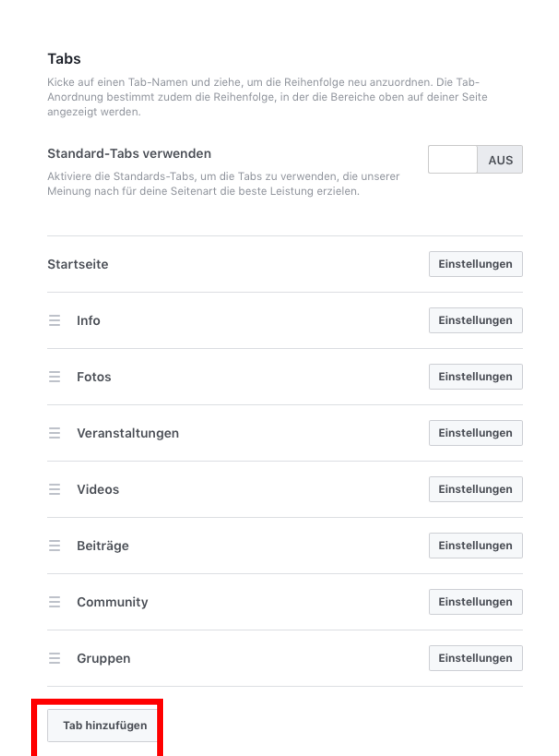 Tabs
Kicke auf einen Tab-Namen und ziehe, um die Reihenfolge neu anzuordnen. Die Tab-
Anordnung bestimmt zudem die Reihenfolge, in der die Bereiche oben auf deiner Seite
angezeigt werden.
Standard-Tabs verwenden
AUS
Aktiviere die Standards-Tabs, um die Tabs zu verwenden, die unserer
Meinung nach für deine Seitenart die beste Leistung erzielen.
Startseite Einstellungen
Info Einstellungen
Fotos Einstellungen
Veranstaltungen Einstellungen
Videos Einstellungen
Beiträge Einstellungen
Community Einstellungen
Gruppen Einstellungen
Tab hinzufügen